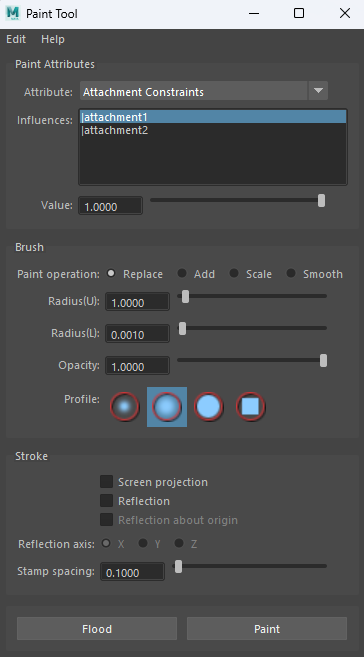 Paint Tool
Edit Help
Paint Attributes
Attribute: Attachment Constraints
Influences: |attachment1
|attachment2
Value: 1.0000
Brush
Paint operation: Replace Add Scale Smooth
Radius(U): 1.0000
Radius(L): 0.0010
Opacity: 1.0000
Profile:
Stroke
Screen projection
Reflection
Reflection about origin
Reflection axis: X Y Z
Stamp spacing: 0.1000
Flood Paint